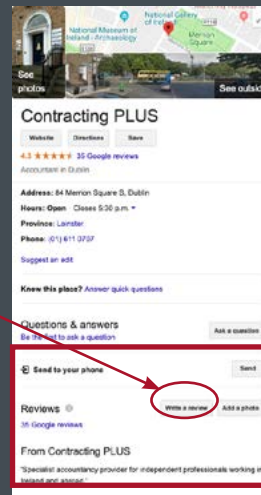 National Museum of
Ireland - Archaeology
National Gallery
of Ireland
Merrion
Square
See
photos
See outside
Contracting PLUS
Website Directions Save
4.3 ★★★★★ 35 Google reviews
Accountant in Dublin
Address: 84 Merrion Square S, Dublin
Hours: Open · Closes 5:30 p.m.
Province: Leinster
Phone: (01) 611 0707
Suggest an edit
Know this place? Answer quick questions
Questions & answers
Be the first to ask a question
Ask a question
Send to your phone
Send
Reviews
Write a review Add a photo
35 Google reviews
From Contracting PLUS
"Specialist accountancy provider for independent professionals working in
Ireland and abroad."